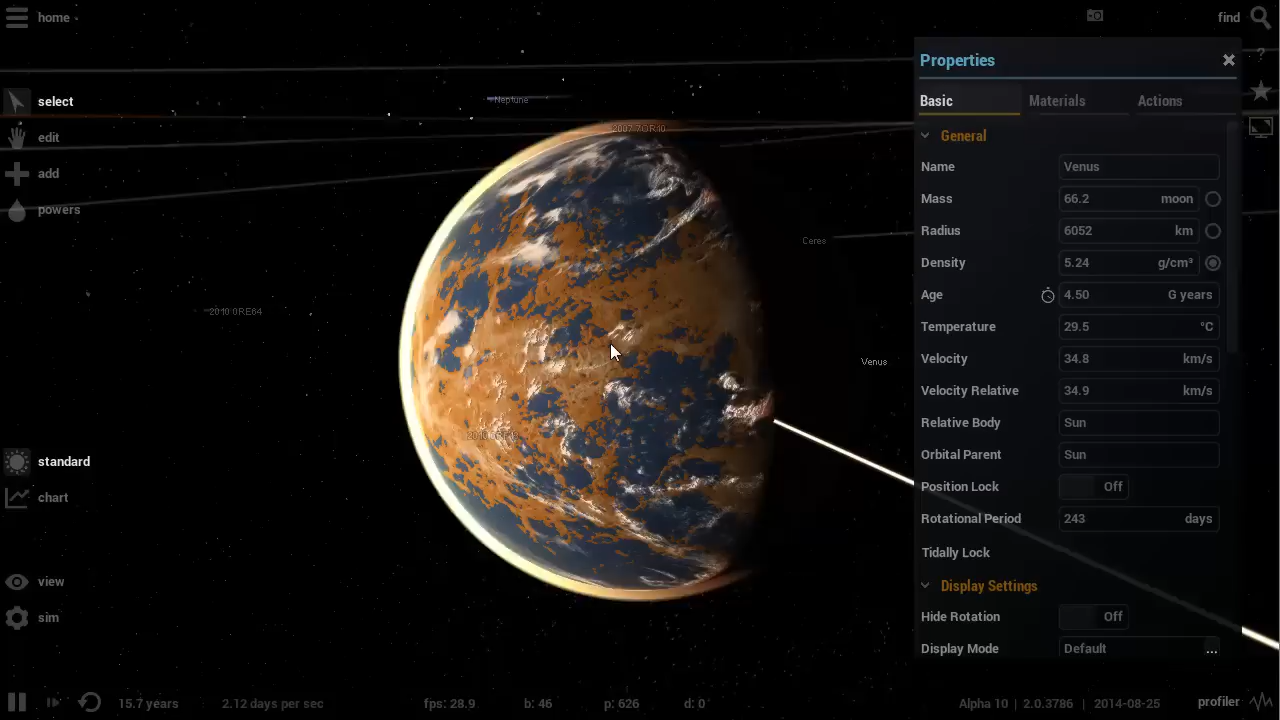 home
find
Properties
select
Basic Materials Actions
General
edit
add
powers
Name Venus
Mass 66.2 moon
Radius 6052 km
Density 5.24 g/cm³
Age 4.50 G years
Temperature 29.5 °C
Velocity 34.8 km/s
Velocity Relative 34.9 km/s
Relative Body Sun
Orbital Parent Sun
Position Lock Off
Rotational Period 243 days
Tidally Lock
Display Settings
Hide Rotation Off
Display Mode Default ...
Neptune
Ceres
Venus
standard
chart
view
sim
15.7 years 2.12 days per sec fps: 28.9 b: 46 p: 626 d: 0
Alpha 10 | 2.0.3786 | 2014-08-25 profiler
?